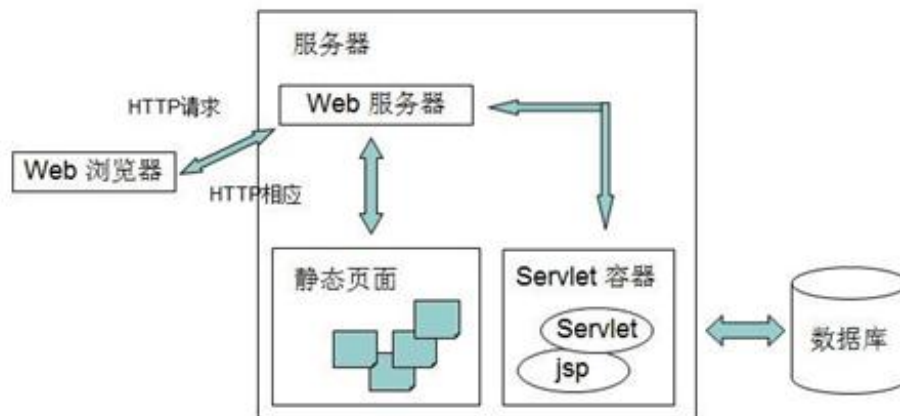 服务器
HTTP请求
Web 服务器
Web 浏览器
HTTP相应
静态页面
Servlet 容器
Servlet
jsp
数据库